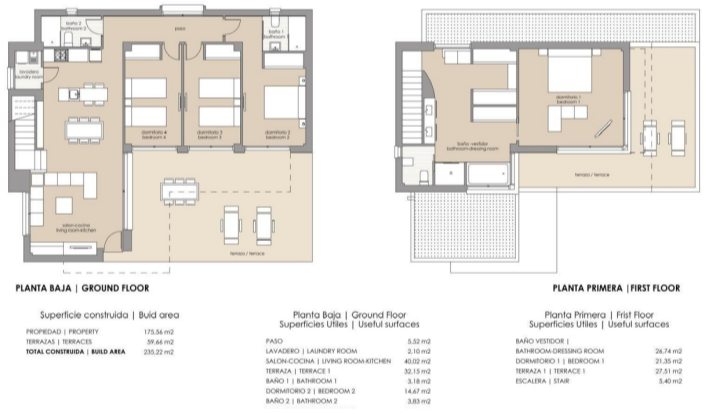 baño 2
bathroom 2
paso
baño 1
bathroom 1
lavadero
laundry room
dormitorio 4
bedroom 4
dormitorio 3
bedroom 3
dormitorio 2
bedroom 2
salon-cocina
living room-kitchen
terraza / terrace
dormitorio 1
bedroom 1
baño -vestidor
bathroom-dressing room
terraza / terrace
PLANTA BAJA | GROUND FLOOR
PLANTA PRIMERA |FIRST FLOOR
Superficie construida | Buid area
PROPIEDAD | PROPERTY 175,56 m2
TERRAZAS | TERRACES 59,66 m2
TOTAL CONSTRUIDA | BUILD AREA 235,22 m2
Planta Baja | Ground Floor
Superficies Utiles | Useful surfaces
PASO 5,52 m2
LAVADERO | LAUNDRY ROOM 2,10 m2
SALON-COCINA | LIVING ROOM-KITCHEN 40,02 m2
TERRAZA | TERRACE 1 32,15 m2
BAÑO 1 | BATHROOM 1 3,18 m2
DORMITORIO 2 | BEDROOM 2 14,67 m2
BAÑO 2 | BATHROOM 2 3,83 m2
Planta Primera | Frist Floor
Superficies Utiles | Useful surfaces
BAÑO VESTIDOR |
BATHROOM-DRESSING ROOM 26,74 m2
DORMITORIO 1 | BEDROOM 1 21,35 m2
TERRAZA 1 | TERRACE 1 27,51 m2
ESCALERA | STAIR 5,40 m2